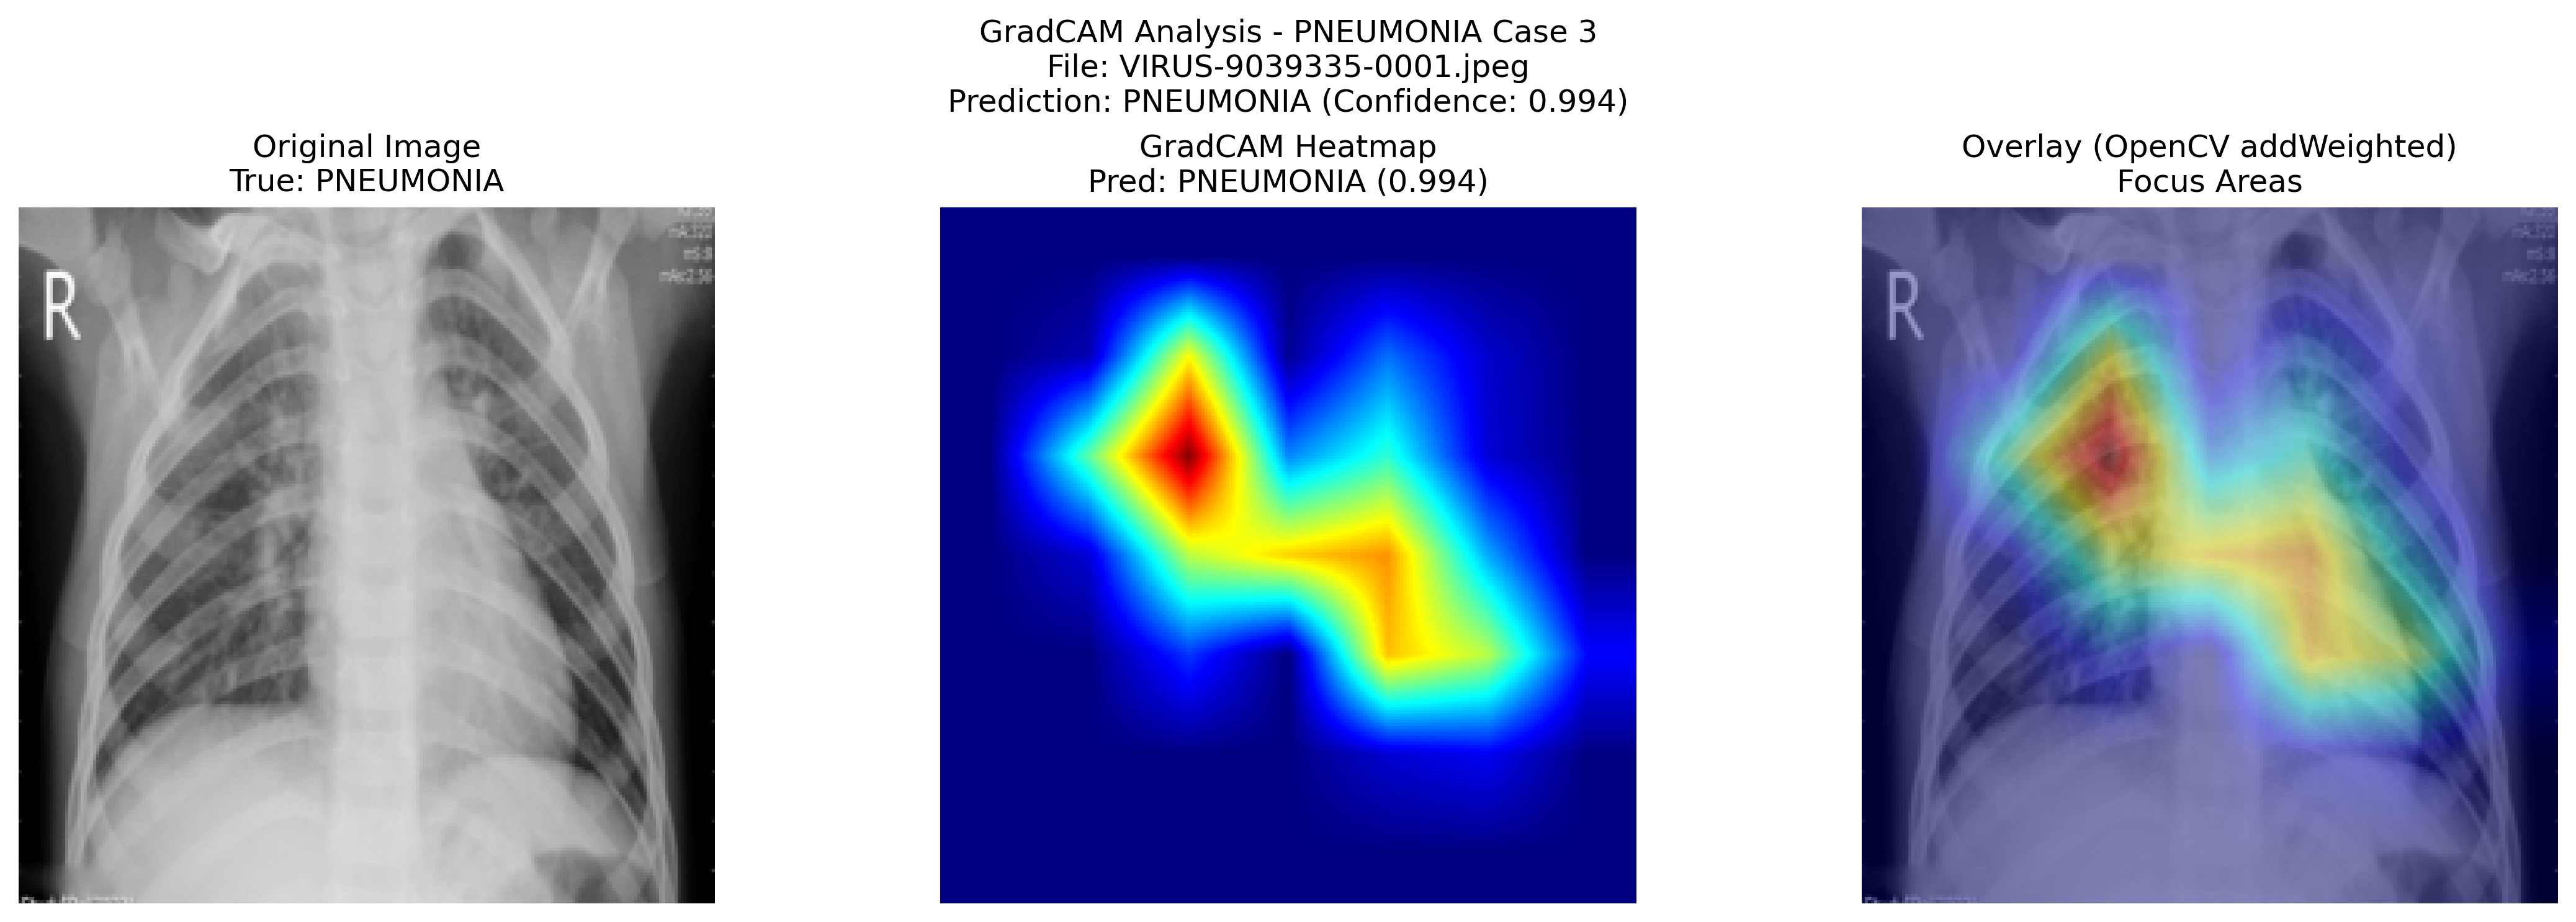 GradCAM Analysis - PNEUMONIA Case 3
File: VIRUS-9039335-0001.jpeg
Prediction: PNEUMONIA (Confidence: 0.994)
Original Image
True: PNEUMONIA
GradCAM Heatmap
Pred: PNEUMONIA (0.994)
Overlay (OpenCV addWeighted)
Focus Areas
R
R